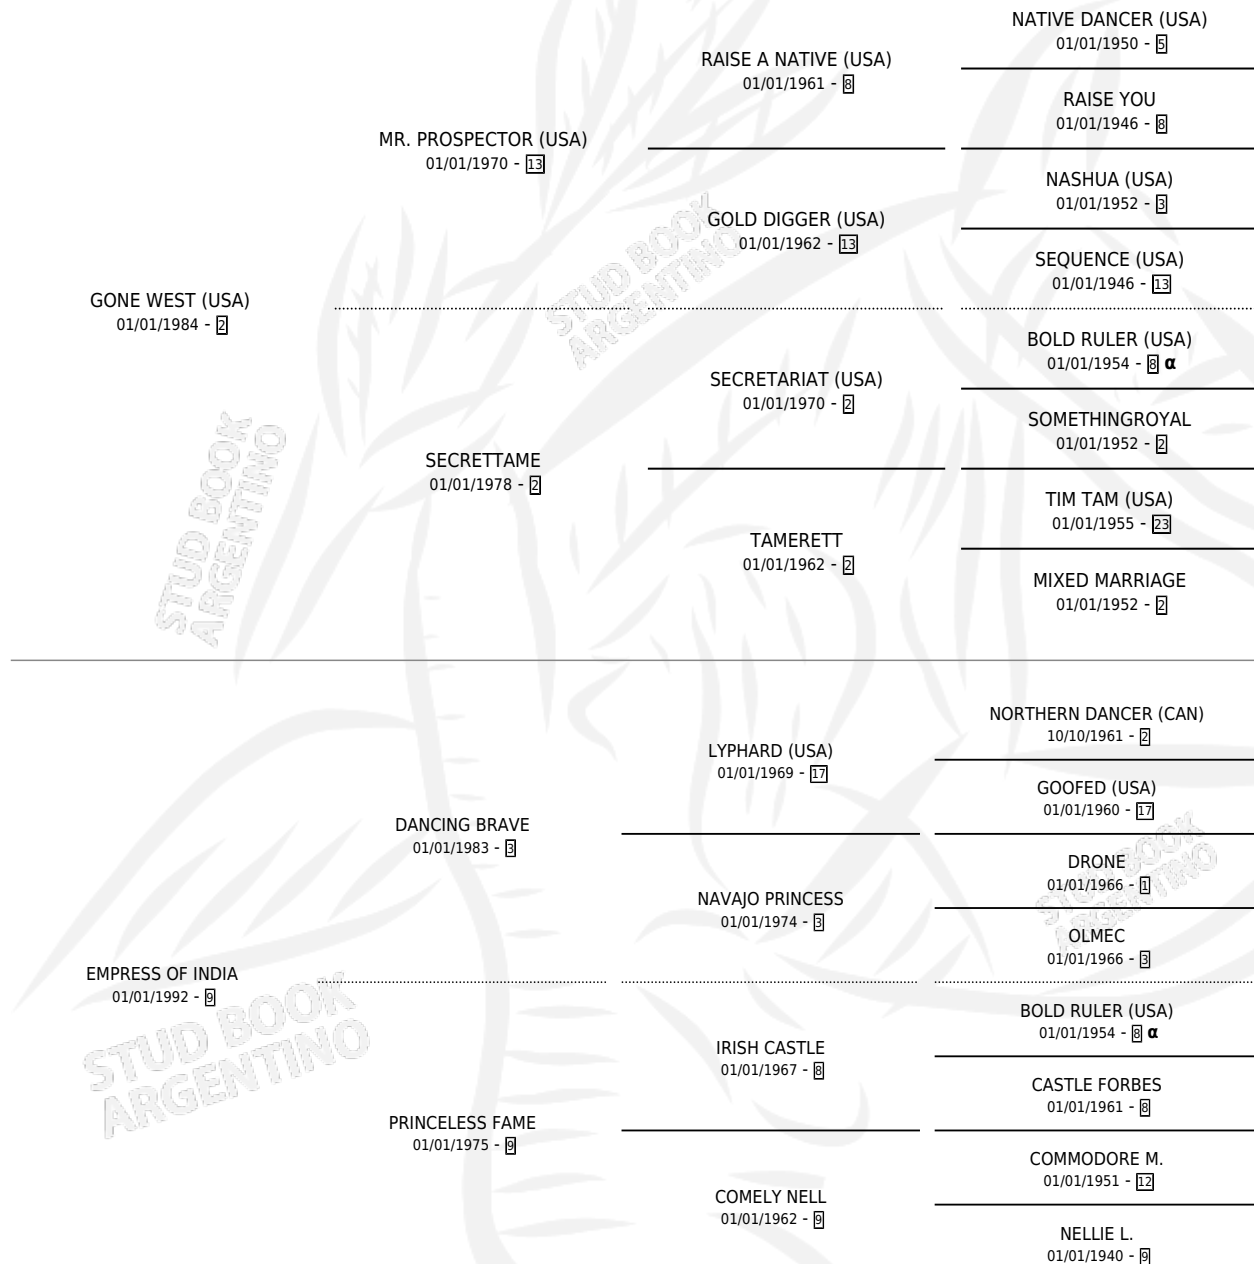 NATIVE DANCER (USA)
01/01/1950 - 5
RAISE A NATIVE (USA)
01/01/1961 - 8
RAISE YOU
01/01/1946 - 8
MR. PROSPECTOR (USA)
01/01/1970 - 13
NASHUA (USA)
01/01/1952 - 3
GOLD DIGGER (USA)
01/01/1962 - 13
SEQUENCE (USA)
01/01/1946 - 13
GONE WEST (USA)
01/01/1984 - 2
BOLD RULER (USA)
01/01/1954 - 8 α
SECRETARIAT (USA)
01/01/1970 - 2
SOMETHINGROYAL
01/01/1952 - 2
SECRETTAME
01/01/1978 - 2
TIM TAM (USA)
01/01/1955 - 23
TAMERETT
01/01/1962 - 2
MIXED MARRIAGE
01/01/1952 - 2
STUD BOOK
ARGENTINO
STUD BOOK
ARGENTINO
NORTHERN DANCER (CAN)
10/10/1961 - 2
LYPHARD (USA)
01/01/1969 - 17
GOOFED (USA)
01/01/1960 - 17
DANCING BRAVE
01/01/1983 - 3
DRONE
01/01/1966 - 1
NAVAJO PRINCESS
01/01/1974 - 3
OLMEC
01/01/1966 - 3
EMPRESS OF INDIA
01/01/1992 - 9
BOLD RULER (USA)
01/01/1954 - 8 α
IRISH CASTLE
01/01/1967 - 8
CASTLE FORBES
01/01/1961 - 8
PRINCELESS FAME
01/01/1975 - 9
COMMODORE M.
01/01/1951 - 12
COMELY NELL
01/01/1962 - 9
NELLIE L.
01/01/1940 - 9
STUD BOOK
ARGENTINO
STUD BOOK
ARGENTINO